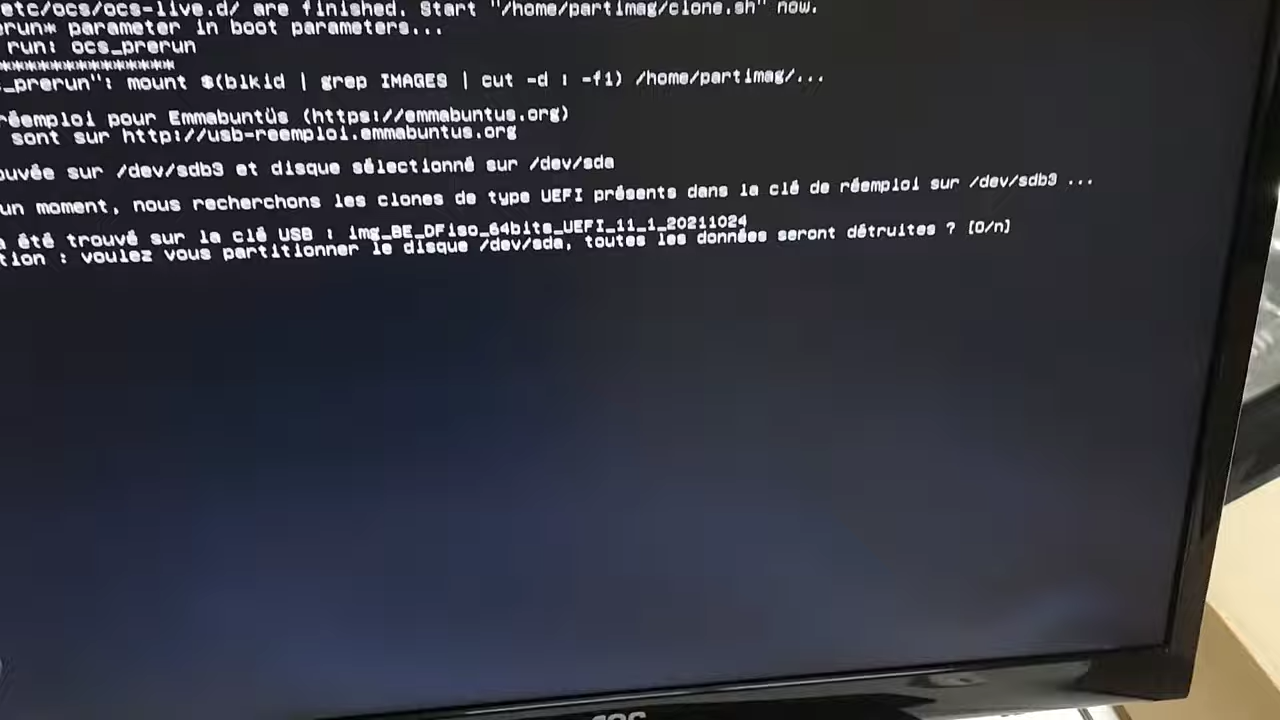 etc/ocs/ocs-live.d/ are finished. Start "/home/partimag/clone.sh" now.
erun* parameter in boot parameters...
run: ocs_prerun
*****************
s_prerun": mount $(blkid | grep IMAGES | cut -d : -f1) /home/partimag/...
réemploi pour Emmabuntüs (https://emmabuntus.org)
sont sur http://usb-reemploi.emmabuntus.org
ouvée sur /dev/sdb3 et disque sélectionné sur /dev/sda
un moment, nous recherchons les clones de type UEFI présents dans la clé de réemploi sur /dev/sdb3 ...
a été trouvé sur la clé USB : img_BE_DFiso_64bits_UEFI_11_1_20211024
tion : voulez vous partitionner le disque /dev/sda, toutes les données seront détruites ? [O/n]
AOC